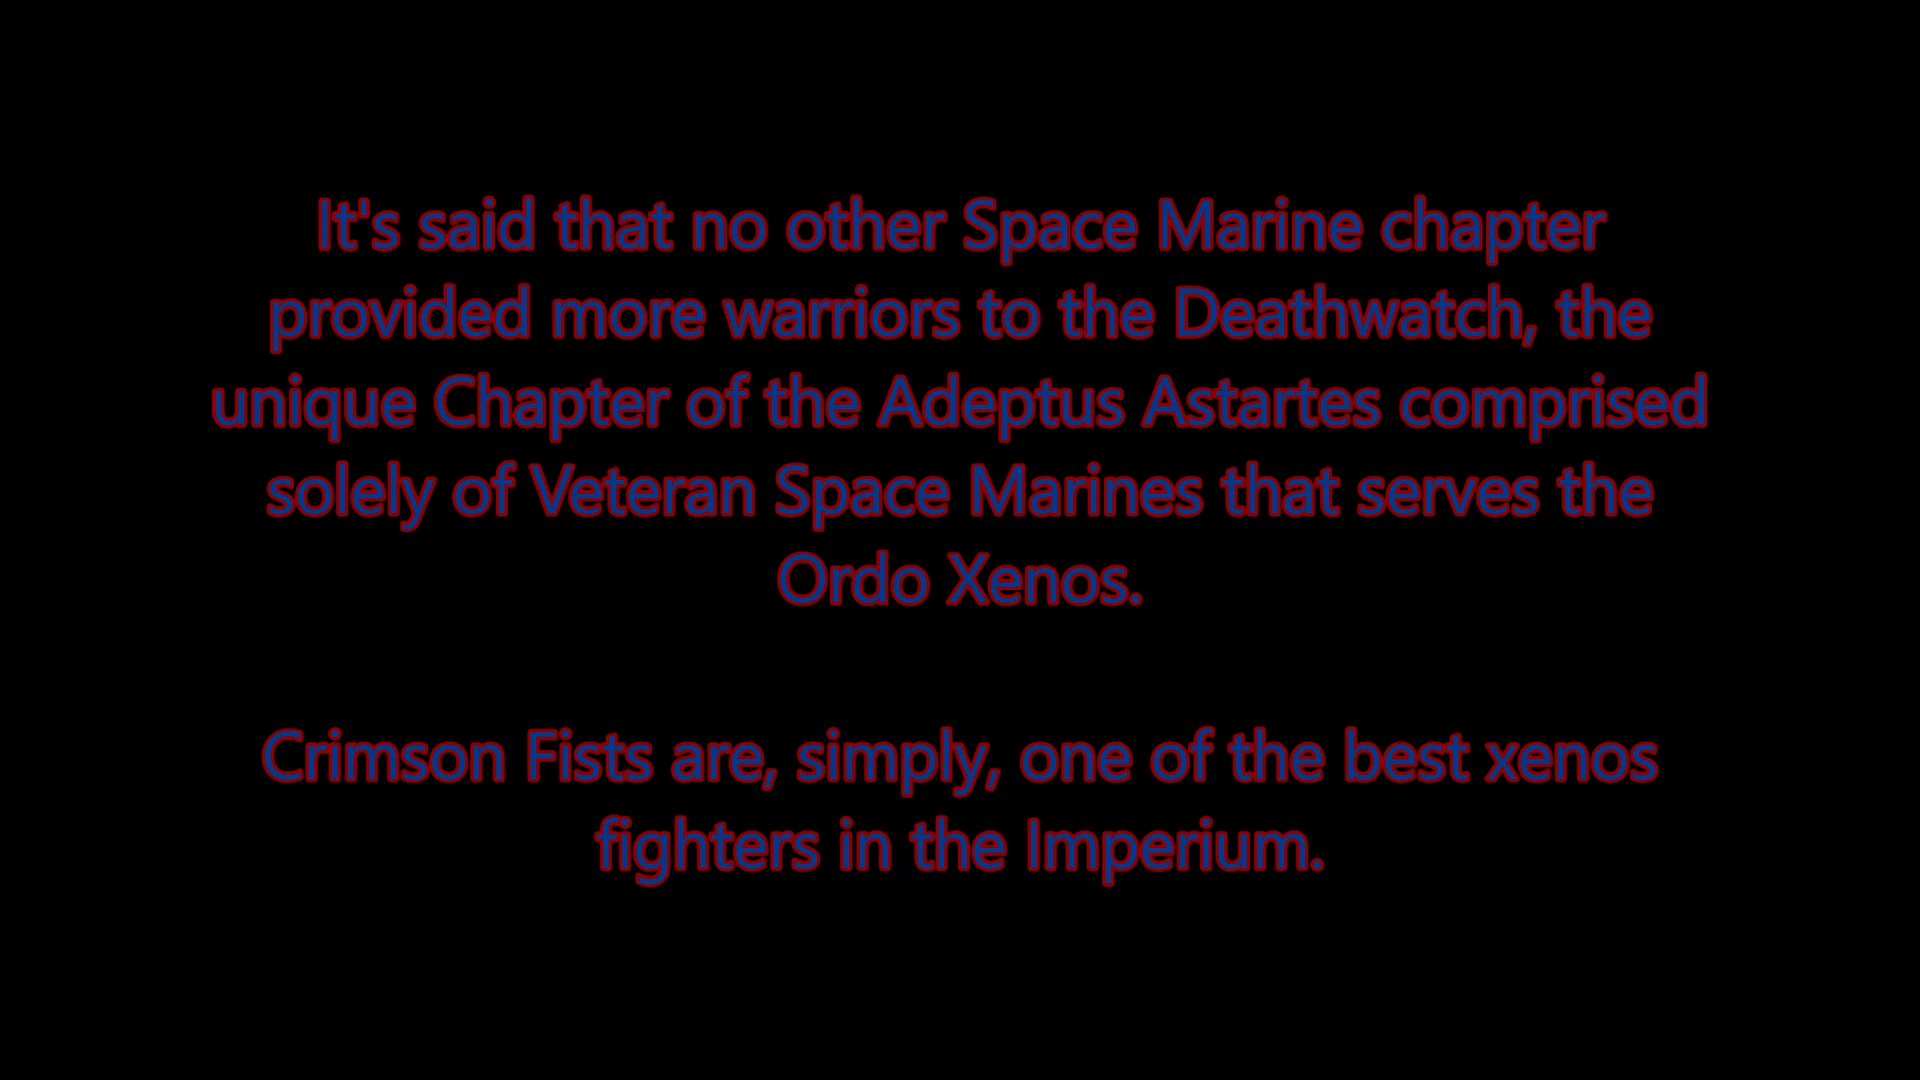 It's said that no other Space Marine chapter
provided more warriors to the Deathwatch, the
unique Chapter of the Adeptus Astartes comprised
solely of Veteran Space Marines that serves the
Ordo Xenos.
Crimson Fists are, simply, one of the best xenos
fighters in the Imperium.